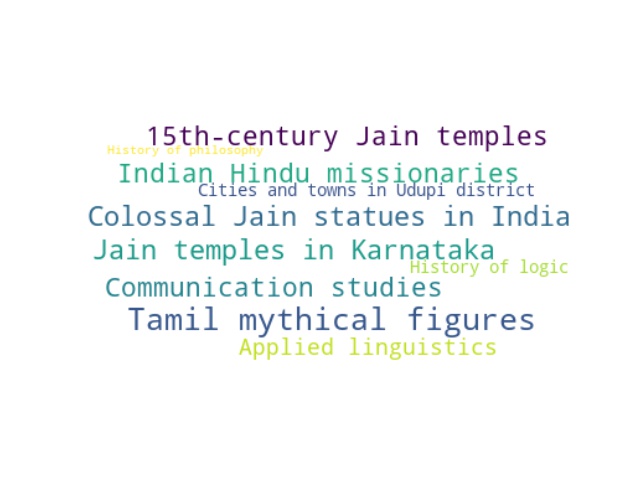 15th-century Jain temples
History of philosophy
Indian Hindu missionaries
Cities and towns in Udupi district
Colossal Jain statues in India
Jain temples in Karnataka
History of logic
Communication studies
Tamil mythical figures
Applied linguistics